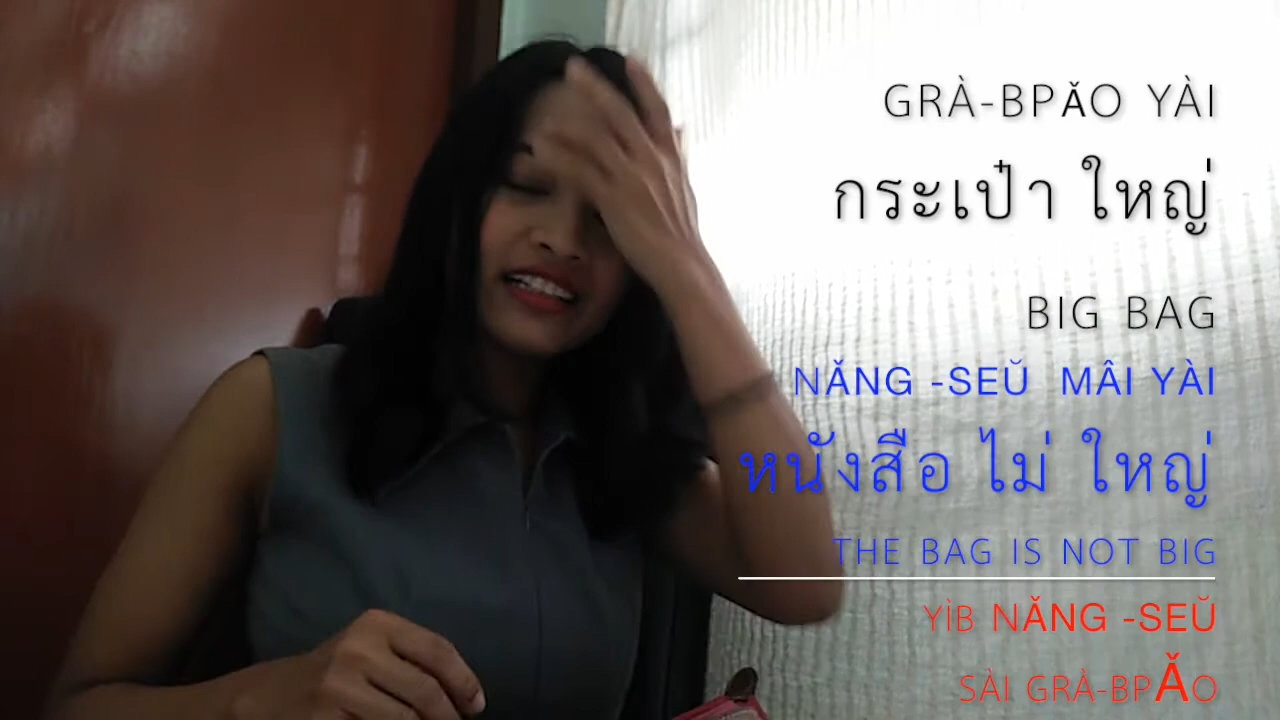 GRÀ-BPǍO YÀI
กระเป๋า ใหญ่
BIG BAG
NǍNG -SEŬ MÂI YÀI
หนังสือ ไม่ ใหญ่
THE BAG IS NOT BIG
YÌB NǍNG -SEŬ
SÀI GRÀ-BPǍO